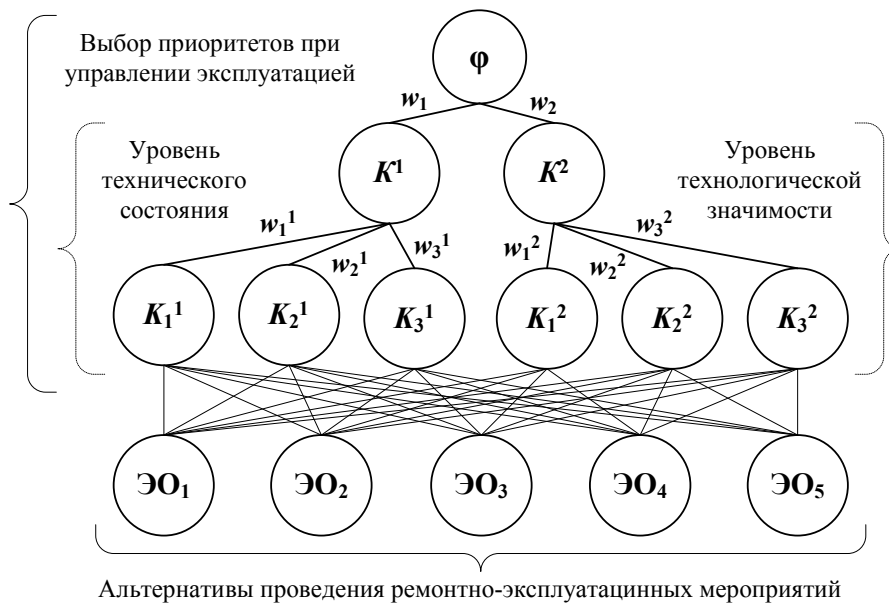 Выбор приоритетов при
управлении эксплуатацией
φ
w₁
w₂
Уровень
технического
состояния
K¹
K²
Уровень
технологической
значимости
w₁¹
w₂¹
w₃¹
w₁²
w₂²
w₃²
K₁¹
K₂¹
K₃¹
K₁²
K₂²
K₃²
ЭО₁
ЭО₂
ЭО₃
ЭО₄
ЭО₅
Альтернативы проведения ремонтно-эксплуатацинных мероприятий